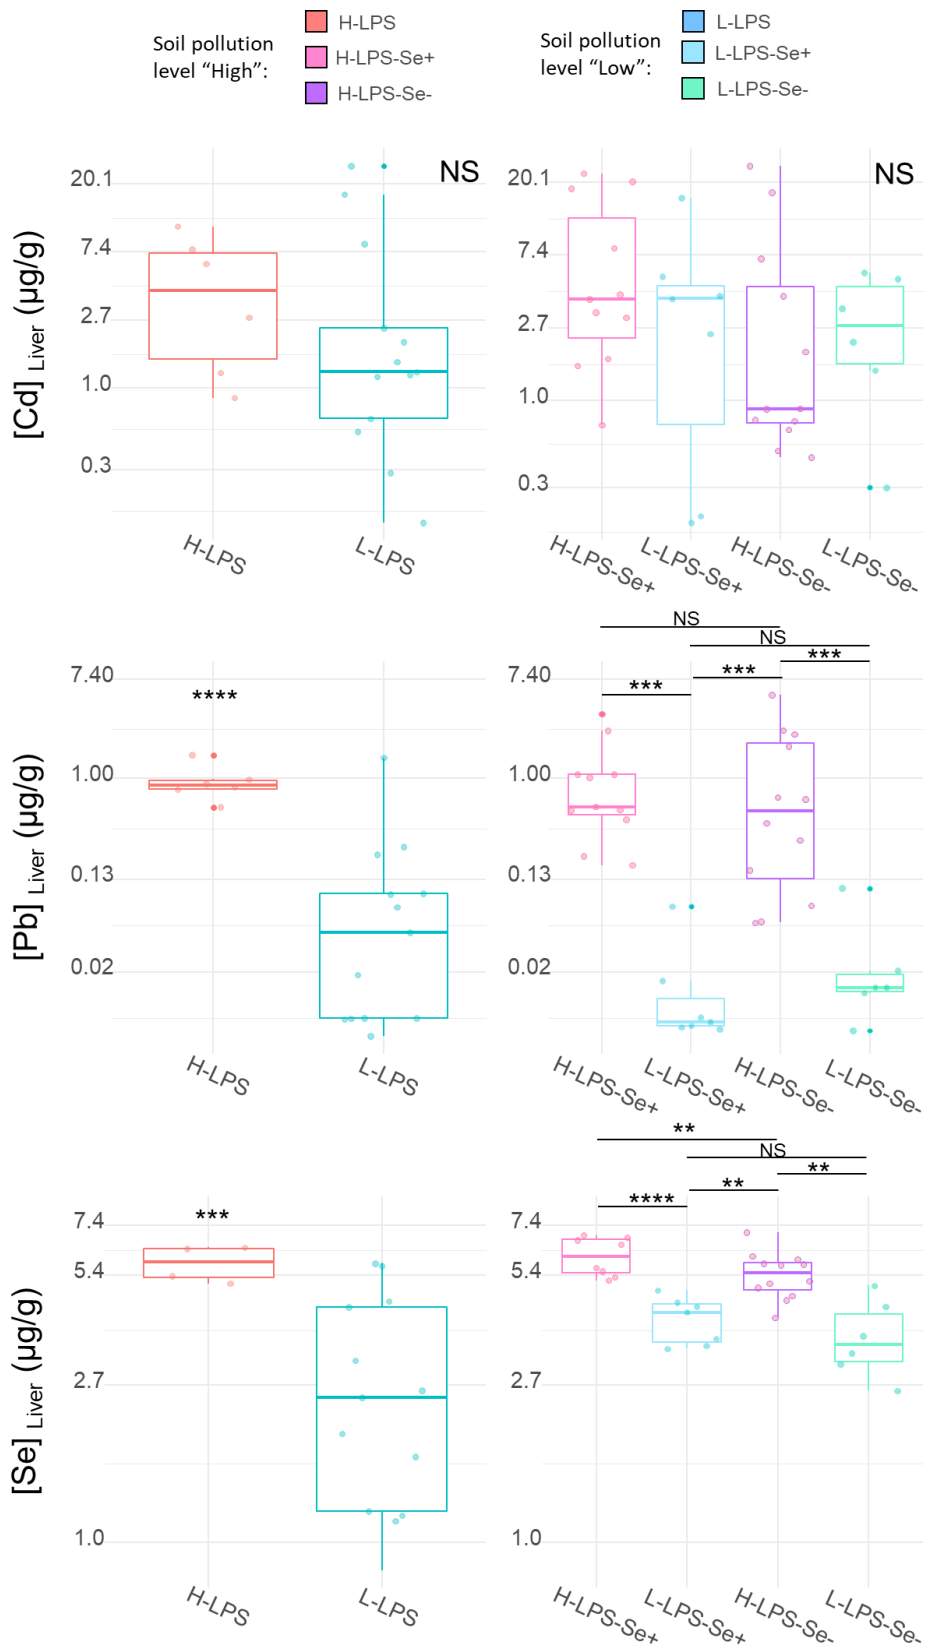 Soil pollution
level “High”:
H-LPS
H-LPS-Se+
H-LPS-Se-
Soil pollution
level “Low”:
L-LPS
L-LPS-Se+
L-LPS-Se-
[Cd] Liver (µg/g)
20.1
7.4
2.7
1.0
0.3
NS
H-LPS
L-LPS
20.1
7.4
2.7
1.0
0.3
NS
H-LPS-Se+
L-LPS-Se+
H-LPS-Se-
L-LPS-Se-
[Pb] Liver (µg/g)
7.40
1.00
0.13
0.02
****
H-LPS
L-LPS
NS
NS
***
***
***
7.40
1.00
0.13
0.02
H-LPS-Se+
L-LPS-Se+
H-LPS-Se-
L-LPS-Se-
[Se] Liver (µg/g)
7.4
5.4
2.7
1.0
***
H-LPS
L-LPS
**
NS
**
**
****
7.4
5.4
2.7
1.0
H-LPS-Se+
L-LPS-Se+
H-LPS-Se-
L-LPS-Se-